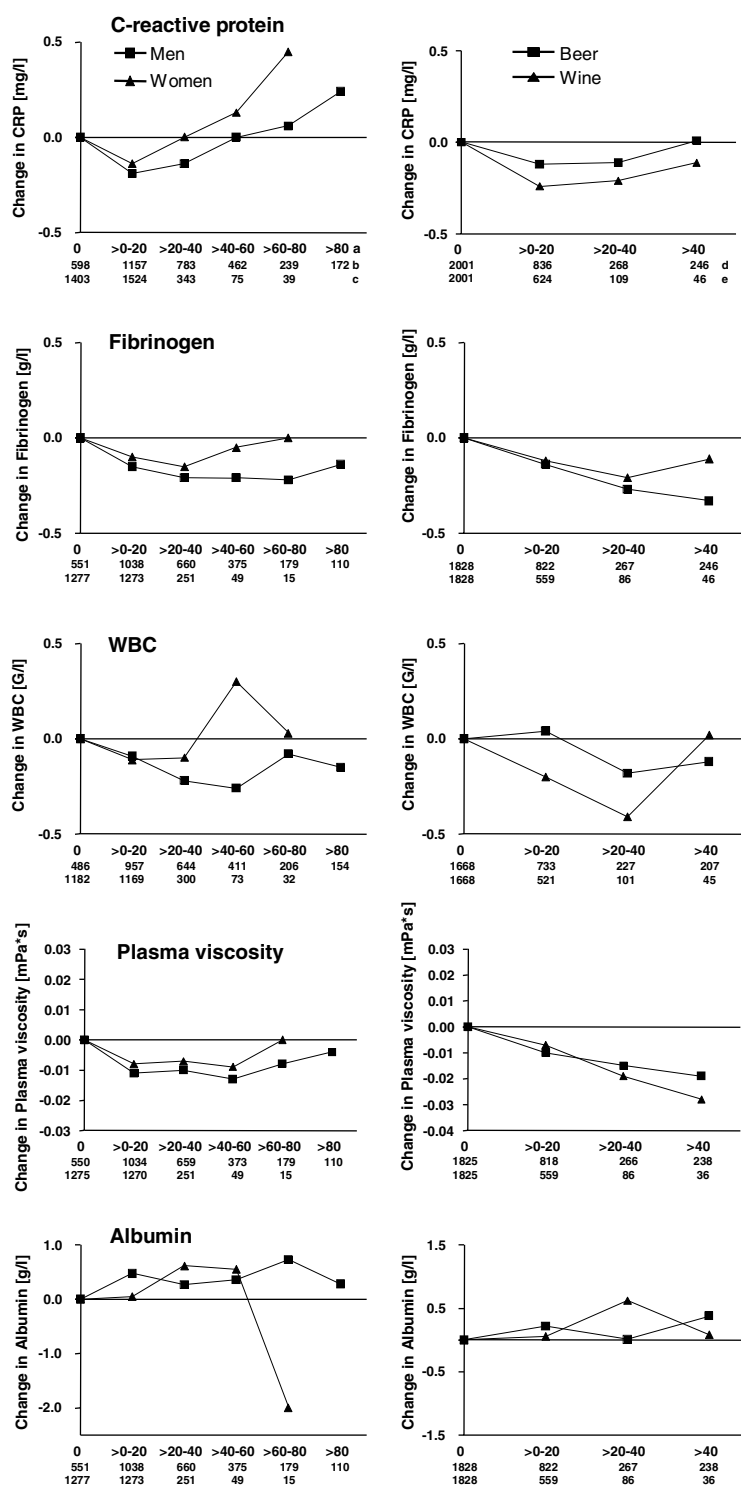 C-reactive protein
Men
Women
Change in CRP [mg/l]
0.5
0.0
-0.5
0 >0-20 >20-40 >40-60 >60-80 >80 a
598 1157 783 462 239 172 b
1403 1524 343 75 39 c
Beer
Wine
Change in CRP [mg/l]
0.5
0.0
-0.5
0 >0-20 >20-40 >40
2001 836 268 246 d
2001 624 109 46 e
Fibrinogen
Change in Fibrinogen [g/l]
0.5
0.0
-0.5
0 >0-20 >20-40 >40-60 >60-80 >80
551 1038 660 375 179 110
1277 1273 251 49 15
Change in Fibrinogen [g/l]
0.5
0.0
-0.5
0 >0-20 >20-40 >40
1828 822 267 246
1828 559 86 46
WBC
Change in WBC [G/l]
0.5
0.0
-0.5
0 >0-20 >20-40 >40-60 >60-80 >80
486 957 644 411 206 154
1182 1169 300 73 32
Change in WBC [G/l]
0.5
0.0
-0.5
0 >0-20 >20-40 >40
1668 733 227 207
1668 521 101 45
Plasma viscosity
Change in Plasma viscosity [mPa*s]
0.03
0.02
0.01
0.00
-0.01
-0.02
-0.03
0 >0-20 >20-40 >40-60 >60-80 >80
550 1034 659 373 179 110
1275 1270 251 49 15
Change in Plasma viscosity [mPa*s]
0.03
0.02
0.01
0.00
-0.01
-0.02
-0.03
-0.04
0 >0-20 >20-40 >40
1825 818 266 238
1825 559 86 36
Albumin
Change in Albumin [g/l]
1.0
0.0
-1.0
-2.0
0 >0-20 >20-40 >40-60 >60-80 >80
551 1038 660 375 179 110
1277 1273 251 49 15
Change in Albumin [g/l]
1.5
0.5
-0.5
-1.5
0 >0-20 >20-40 >40
1828 822 267 238
1828 559 86 36